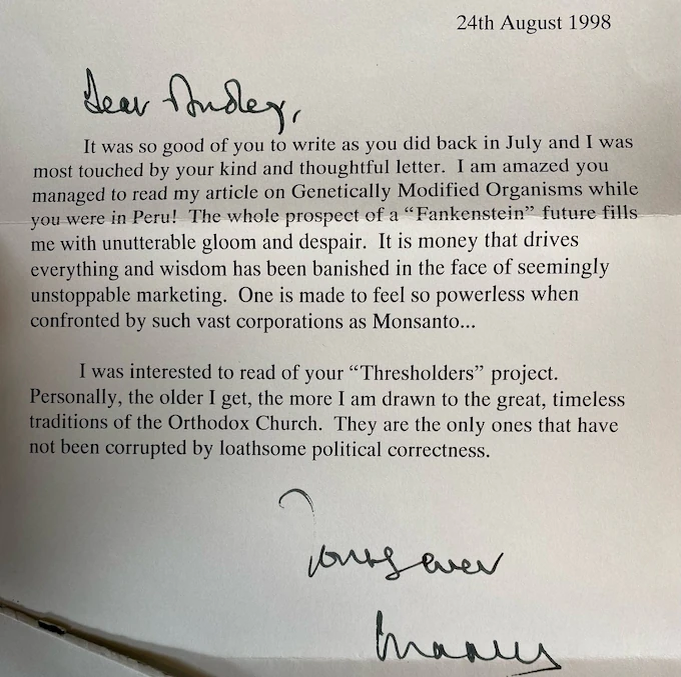 24th August 1998
Dear Dudley,
It was so good of you to write as you did back in July and I was
most touched by your kind and thoughtful letter. I am amazed you
managed to read my article on Genetically Modified Organisms while
you were in Peru! The whole prospect of a “Fankenstein” future fills
me with unutterable gloom and despair. It is money that drives
everything and wisdom has been banished in the face of seemingly
unstoppable marketing. One is made to feel so powerless when
confronted by such vast corporations as Monsanto...
I was interested to read of your “Thresholders” project.
Personally, the older I get, the more I am drawn to the great, timeless
traditions of the Orthodox Church. They are the only ones that have
not been corrupted by loathsome political correctness.
Yours ever